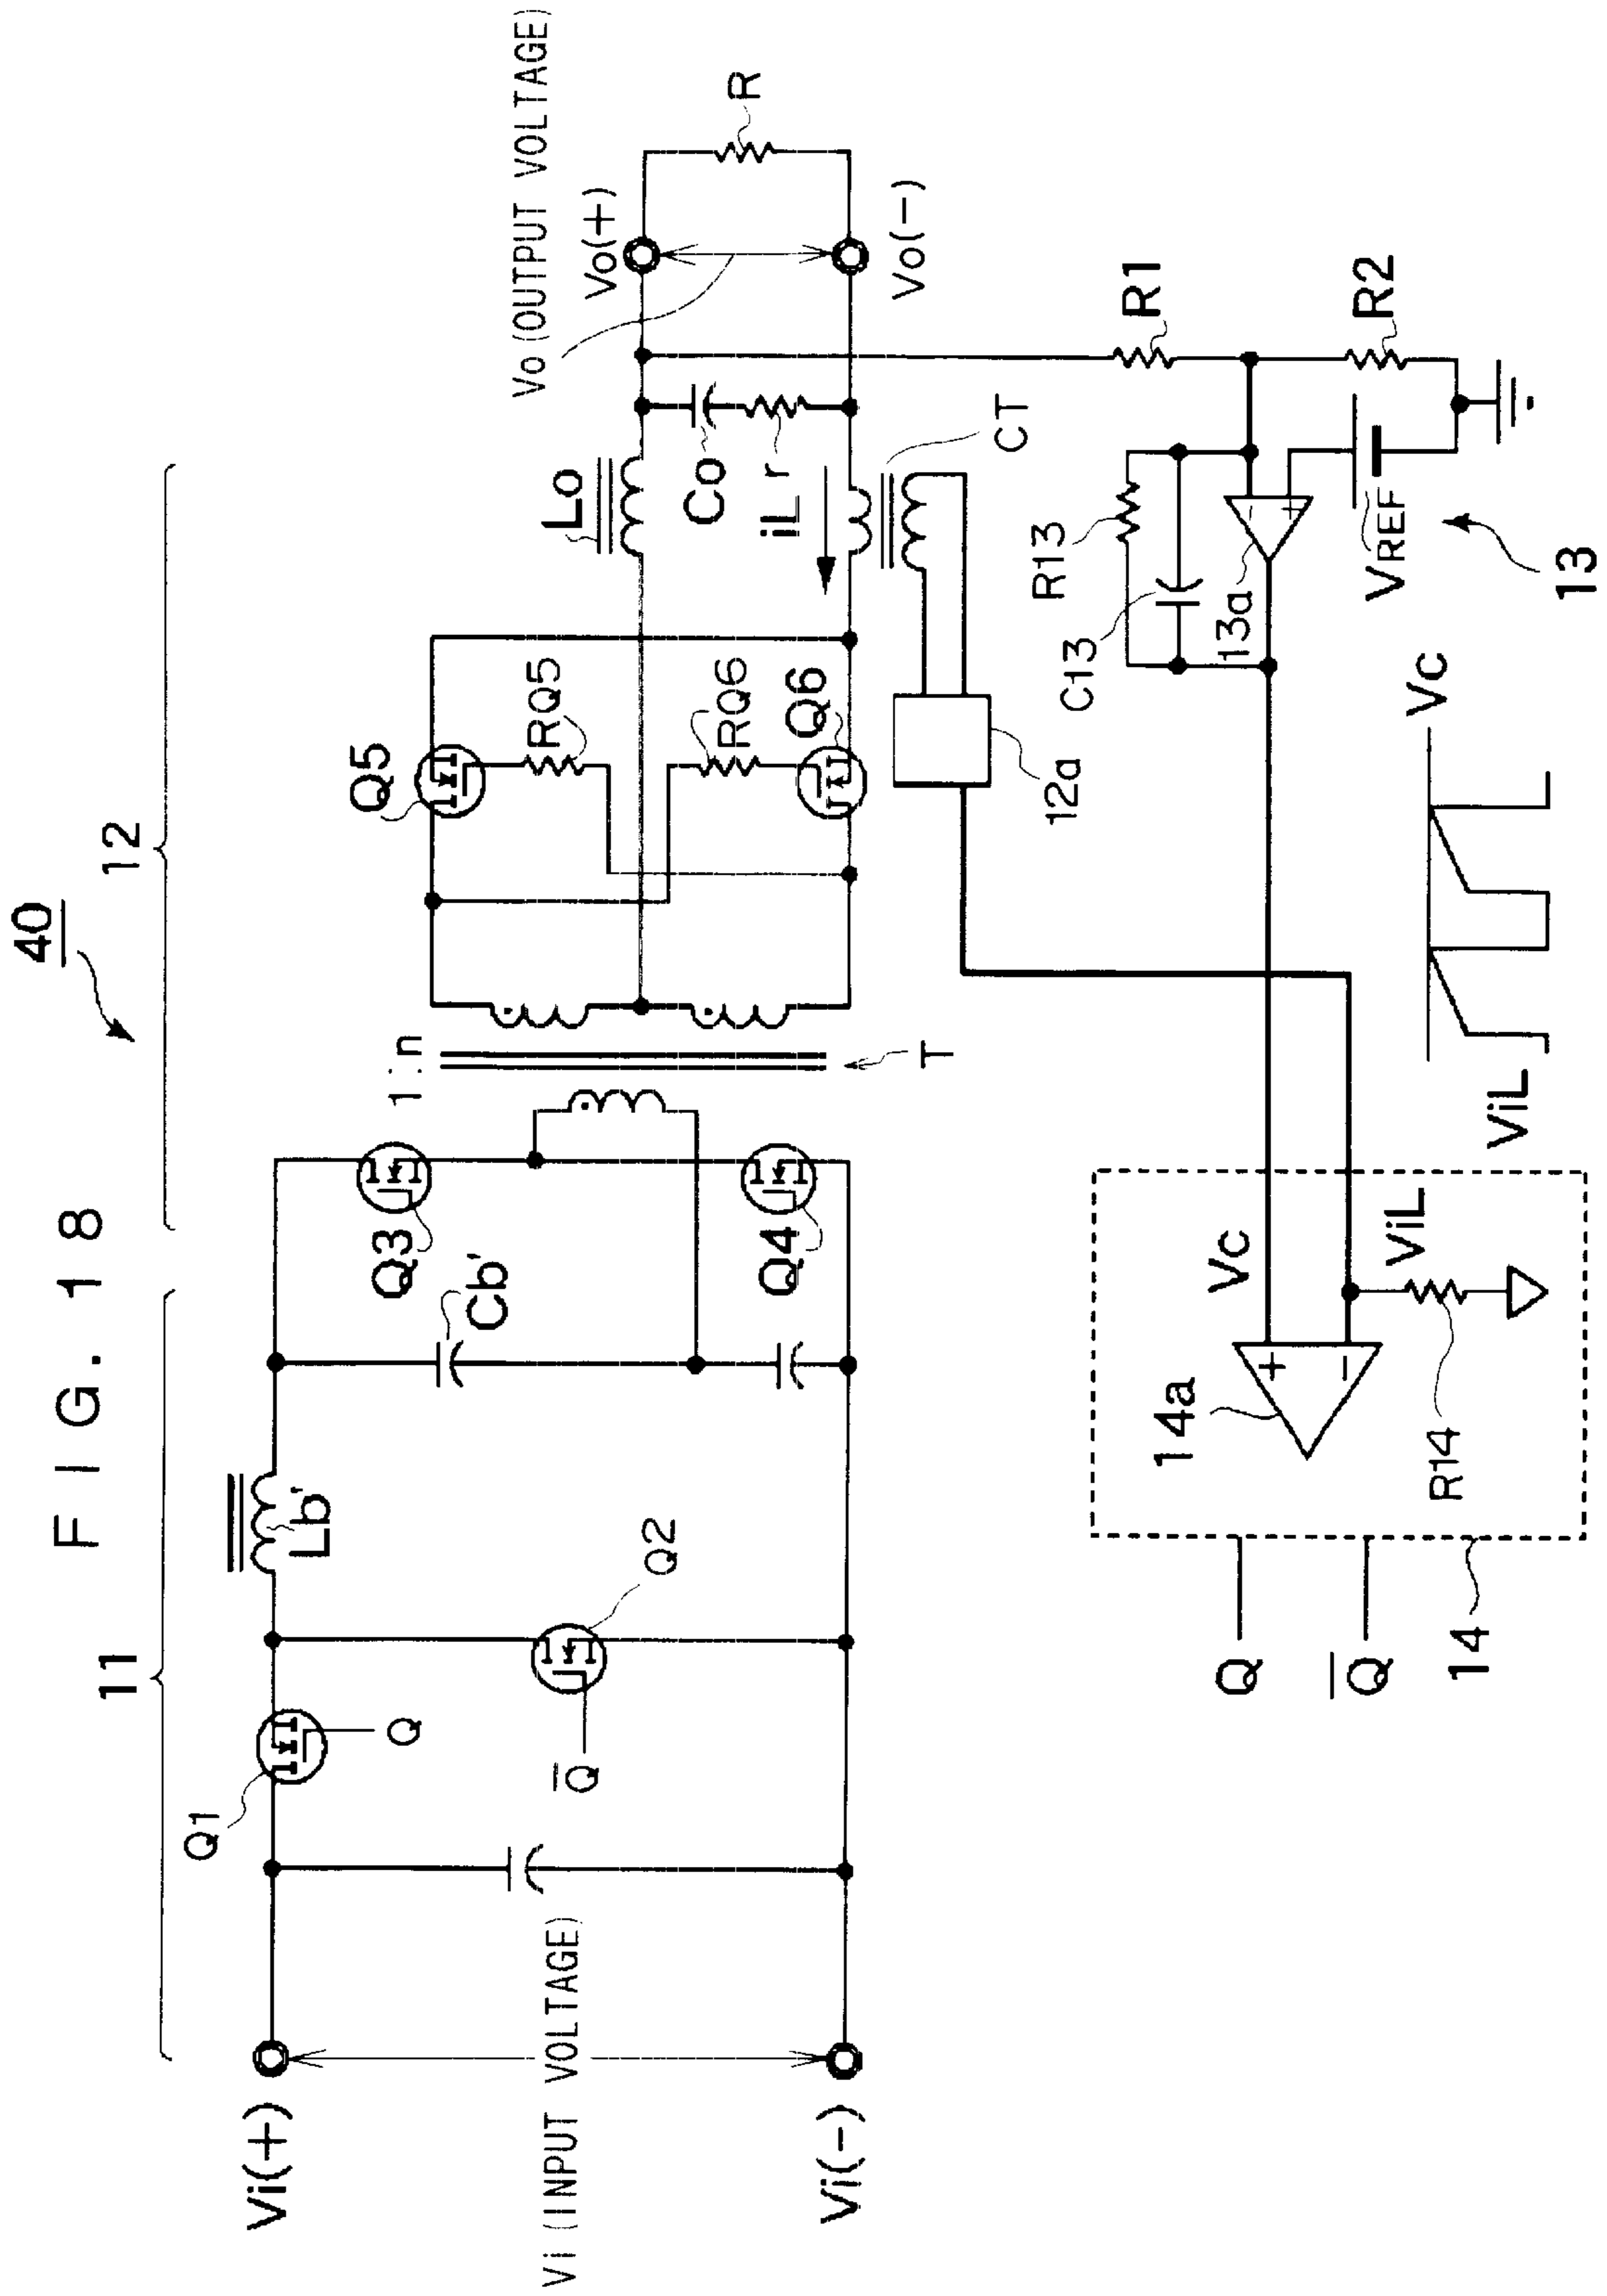 FIG. 18
40
11
12
Vi(+)
Vi (INPUT VOLTAGE)
Vi(-)
Q1
Q
Q̅
Q2
Lb'
Cb'
Q3
Q4
1:n
T
Q5
RQ5
RQ6
Q6
Lo
Co
r
iL
CT
12a
Vo (OUTPUT VOLTAGE)
Vo(+)
Vo(-)
R
R1
R2
R13
C13
13a
- +
VREF
13
Vc
ViL
Vc
ViL
+
-
14a
R14
Q
Q̅
14